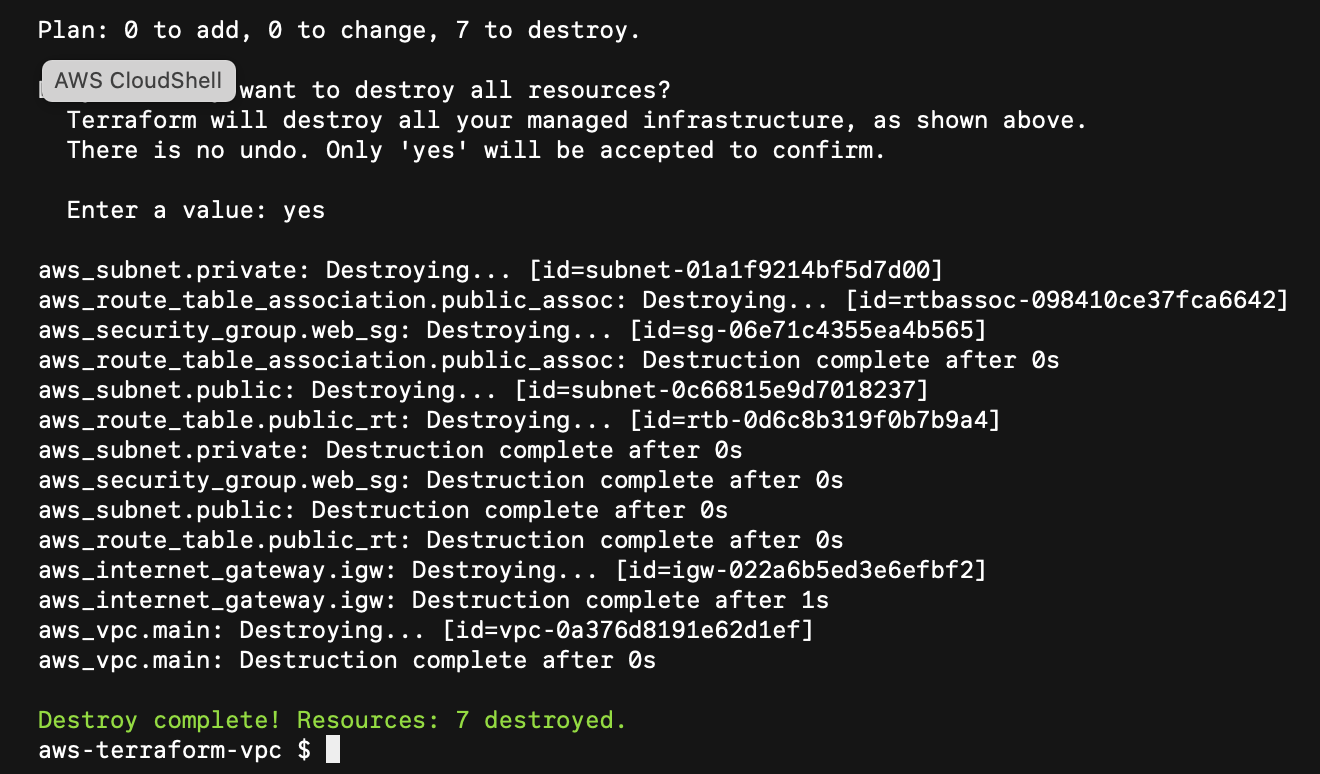 Plan: 0 to add, 0 to change, 7 to destroy.
AWS CloudShell
want to destroy all resources?
Terraform will destroy all your managed infrastructure, as shown above.
There is no undo. Only 'yes' will be accepted to confirm.
Enter a value: yes
aws_subnet.private: Destroying... [id=subnet-01a1f9214bf5d7d00]
aws_route_table_association.public_assoc: Destroying... [id=rtbassoc-098410ce37fca6642]
aws_security_group.web_sg: Destroying... [id=sg-06e71c4355ea4b565]
aws_route_table_association.public_assoc: Destruction complete after 0s
aws_subnet.public: Destroying... [id=subnet-0c66815e9d7018237]
aws_route_table.public_rt: Destroying... [id=rtb-0d6c8b319f0b7b9a4]
aws_subnet.private: Destruction complete after 0s
aws_security_group.web_sg: Destruction complete after 0s
aws_subnet.public: Destruction complete after 0s
aws_route_table.public_rt: Destruction complete after 0s
aws_internet_gateway.igw: Destroying... [id=igw-022a6b5ed3e6efbf2]
aws_internet_gateway.igw: Destruction complete after 1s
aws_vpc.main: Destroying... [id=vpc-0a376d8191e62d1ef]
aws_vpc.main: Destruction complete after 0s
Destroy complete! Resources: 7 destroyed.
aws-terraform-vpc $